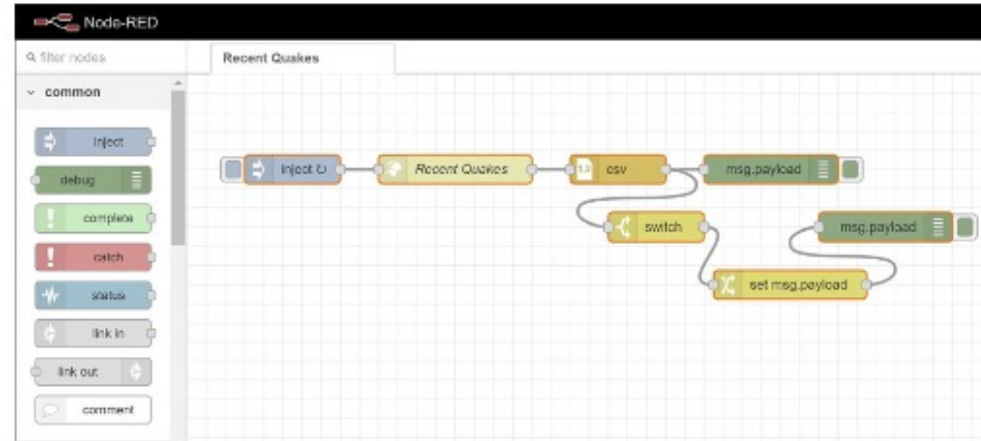 Node-RED
filter nodes
Recent Quakes
common
inject
debug
complete
catch
status
link in
link out
comment
inject ↻
Recent Quakes
csv
msg.payload
switch
msg.payload
set msg.payload